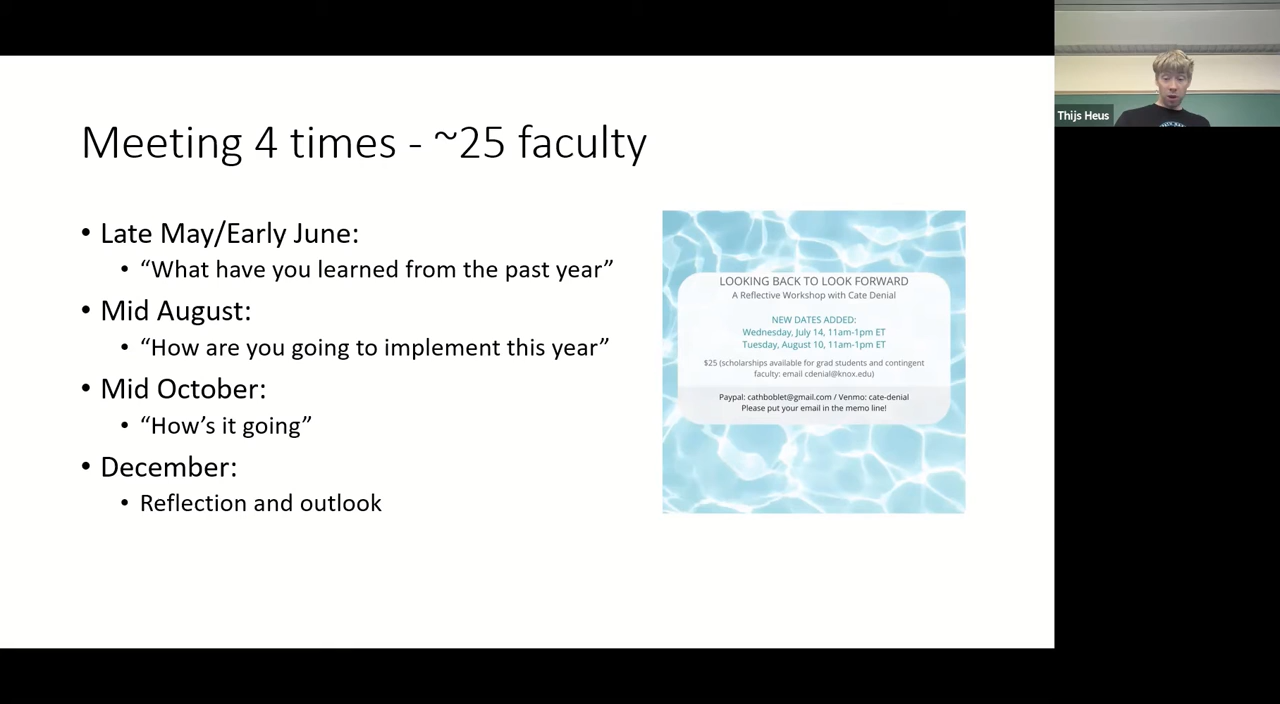 Meeting 4 times - ~25 faculty
• Late May/Early June:
• “What have you learned from the past year”
• Mid August:
• “How are you going to implement this year”
• Mid October:
• “How’s it going”
• December:
• Reflection and outlook
LOOKING BACK TO LOOK FORWARD
A Reflective Workshop with Cate Denial
NEW DATES ADDED:
Wednesday, July 14, 11am-1pm ET
Tuesday, August 10, 11am-1pm ET
$25 (scholarships available for grad students and contingent
faculty: email cdenial@knox.edu)
Paypal: cathboblet@gmail.com / Venmo: cate-denial
Please put your email in the memo line!
Thijs Heus